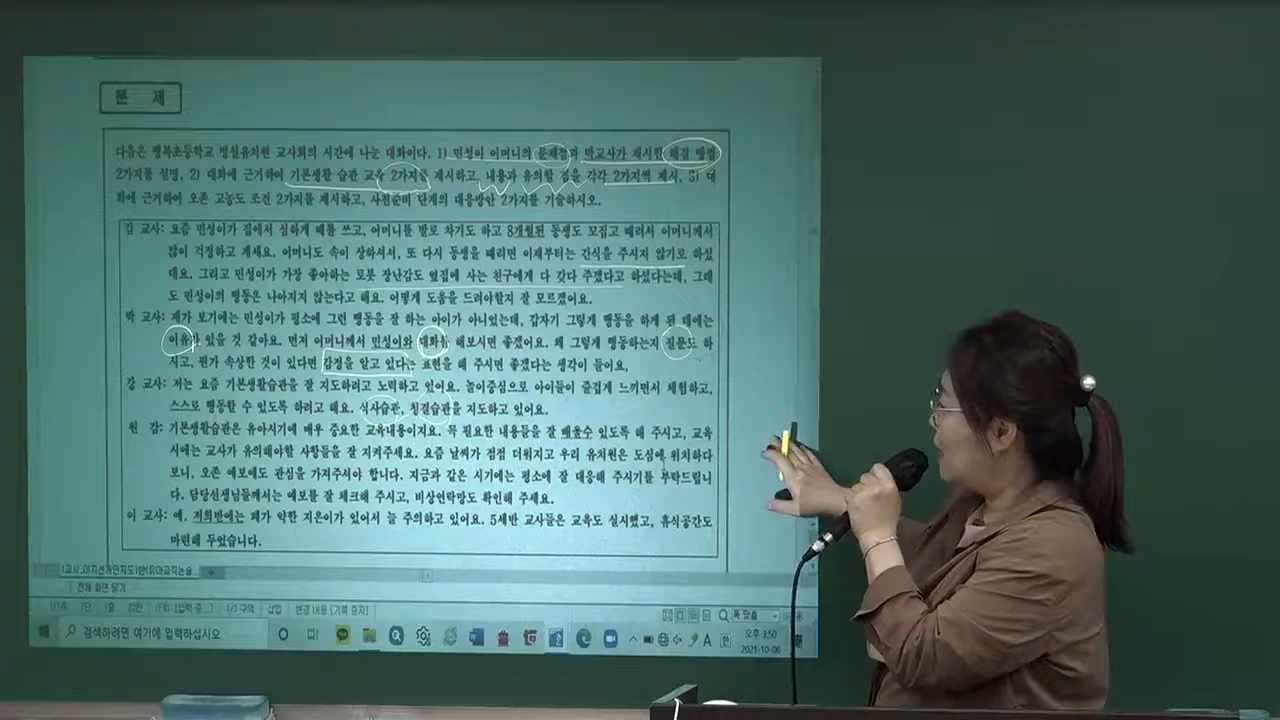 문 제
다음은 행복초등학교 병설유치원 교사회의 시간에 나눈 대화이다. 1) 민성이 어머니의 문제점과 박교사가 제시한 해결 방법
2가지를 설명, 2) 대화에 근거하여 기본생활 습관 교육 2가지를 제시하고, 내용과 유의할 점을 각각 2가지씩 제시, 3) 대
화에 근거하여 오존 고농도 조건 2가지를 제시하고, 사전준비 단계의 대응방안 2가지를 기술하시오.
김 교사: 요즘 민성이가 집에서 심하게 떼를 쓰고, 어머니를 발로 차기도 하고 8개월된 동생도 꼬집고 때려서 어머니께서
많이 걱정하고 계세요. 어머니도 속이 상하셔서, 또 다시 동생을 때리면 이제부터는 간식을 주시지 않기로 하셨
대요. 그리고 민성이가 가장 좋아하는 로봇 장난감도 옆집에 사는 친구에게 다 갖다 주겠다고 하셨다는데, 그래
도 민성이의 행동은 나아지지 않는다고 해요. 어떻게 도움을 드려야할지 잘 모르겠어요.
박 교사: 제가 보기에는 민성이가 평소에 그런 행동을 잘 하는 아이가 아니었는데, 갑자기 그렇게 행동을 하게 된 데에는
이유가 있을 것 같아요. 먼저 어머니께서 민성이와 대화를 해보시면 좋겠어요. 왜 그렇게 행동하는지 질문도 하
시고, 뭔가 속상한 것이 있다면 감정을 알고 있다는 표현을 해 주시면 좋겠다는 생각이 들어요.
강 교사: 저는 요즘 기본생활습관을 잘 지도하려고 노력하고 있어요. 놀이중심으로 아이들이 즐겁게 느끼면서 체험하고,
스스로 행동할 수 있도록 하려고 해요. 식사습관, 청결습관을 지도하고 있어요.
원 감: 기본생활습관은 유아시기에 매우 중요한 교육내용이지요. 꼭 필요한 내용들을 잘 배울수 있도록 해 주시고, 교육
시에는 교사가 유의해야할 사항들을 잘 지켜주세요. 요즘 날씨가 점점 더워지고 우리 유치원은 도심에 위치하다
보니, 오존 예보에도 관심을 가져주셔야 합니다. 지금과 같은 시기에는 평소에 잘 대응해 주시기를 부탁드립니
다. 담당선생님들께서는 예보를 잘 체크해 주시고, 비상연락망도 확인해 주세요.
이 교사: 예. 저희반에는 폐가 약한 지은이가 있어서 늘 주의하고 있어요. 5세반 교사들은 교육도 실시했고, 휴식공간도
마련해 두었습니다.
전체 화면 닫기
삽입 변경 내용 [기록 중지] 폭 맞춤
검색하려면 여기에 입력하십시오
A 오후 3:50
2021-10-06